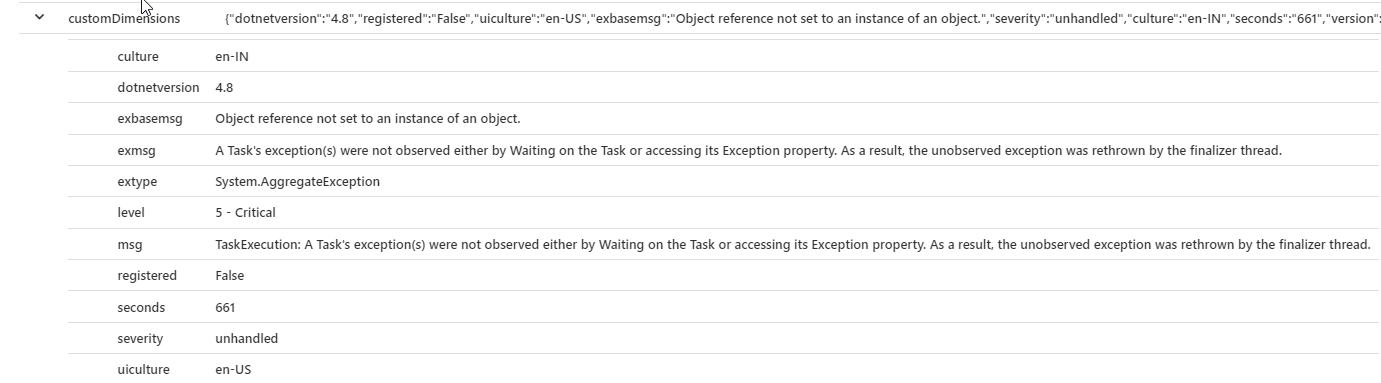 customDimensions {"dotnetversion":"4.8","registered":"False","uiculture":"en-US","exbasemsg":"Object reference not set to an instance of an object.","severity":"unhandled","culture":"en-IN","seconds":"661","version":
culture en-IN
dotnetversion 4.8
exbasemsg Object reference not set to an instance of an object.
exmsg A Task's exception(s) were not observed either by Waiting on the Task or accessing its Exception property. As a result, the unobserved exception was rethrown by the finalizer thread.
extype System.AggregateException
level 5 - Critical
msg TaskExecution: A Task's exception(s) were not observed either by Waiting on the Task or accessing its Exception property. As a result, the unobserved exception was rethrown by the finalizer thread.
registered False
seconds 661
severity unhandled
uiculture en-US